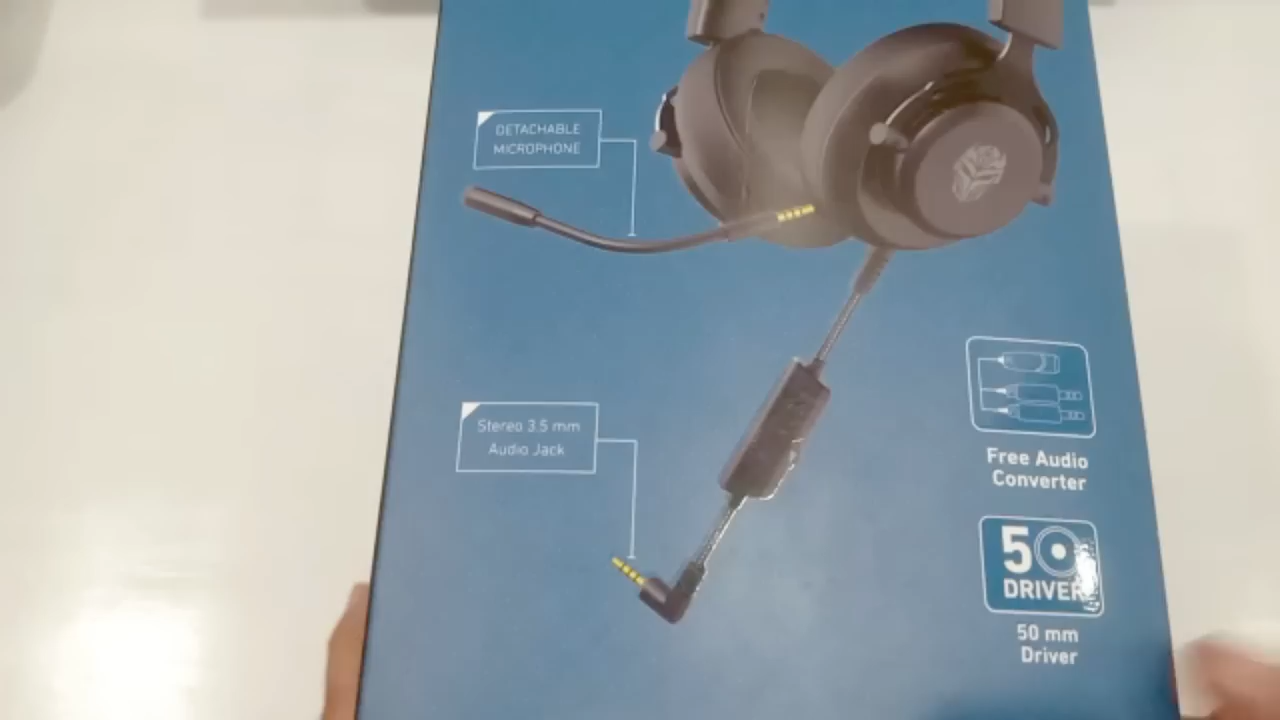 DETACHABLE
MICROPHONE
Stereo 3.5 mm
Audio Jack
Free Audio
Converter
50
DRIVER
50 mm
Driver